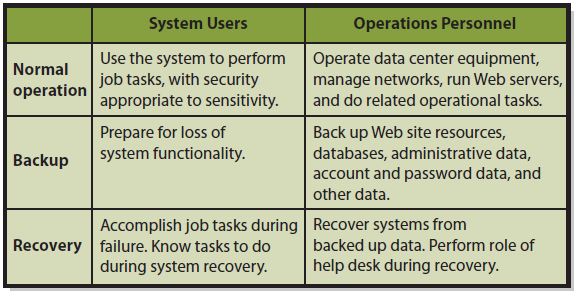 System Users
Operations Personnel
Normal
operation
Use the system to perform
job tasks, with security
appropriate to sensitivity.
Operate data center equipment,
manage networks, run Web servers,
and do related operational tasks.
Backup
Prepare for loss of
system functionality.
Back up Web site resources,
databases, administrative data,
account and password data, and
other data.
Recovery
Accomplish job tasks during
failure. Know tasks to do
during system recovery.
Recover systems from
backed up data. Perform role of
help desk during recovery.